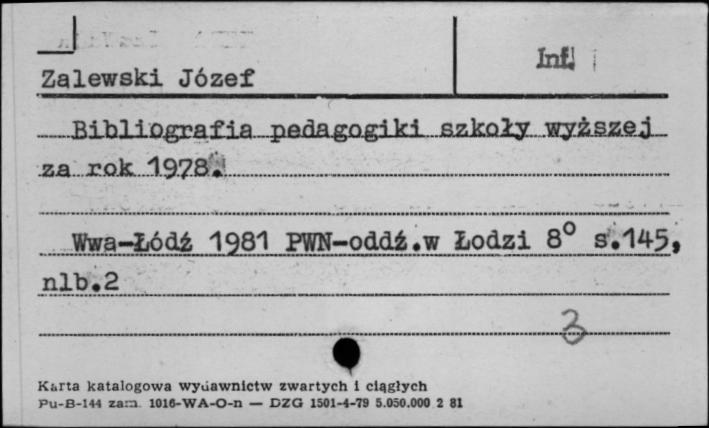 Inf.
Zalewski Józef
Bibliografia pedagogiki szkoły wyższej
za rok 1978.
Wwa-Łódź 1981 PWN-oddź.w Łodzi 8° s.145,
nlb.2
3
Karta katalogowa wydawnictw zwartych i ciągłych
Pu-B-144 zam. 1016-WA-O-n — DZG 1501-4-79 5.050.000 2 81